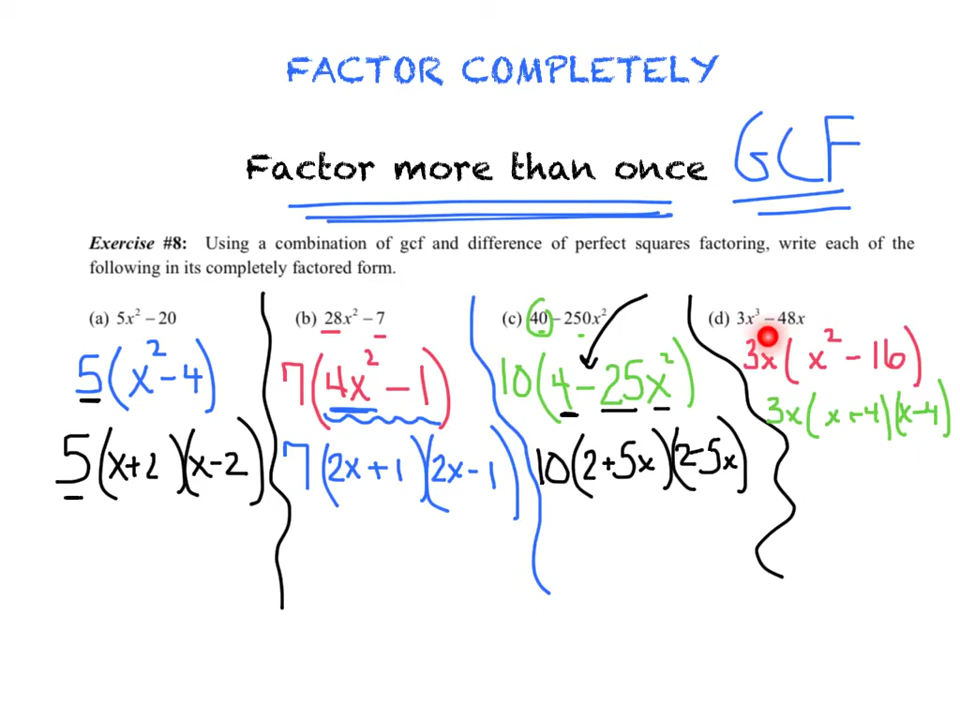 FACTOR COMPLETELY
Factor more than once GCF
Exercise #8: Using a combination of gcf and difference of perfect squares factoring, write each of the
following in its completely factored form.
(a) 5x² − 20 (b) 28x² − 7 (c) 40 − 250x² (d) 3x³ − 48x
5(x² − 4) 7(4x² − 1) 10(4 − 25x²) 3x(x² − 16)
3x(x+4)(x−4)
5(x+2)(x−2) 7(2x+1)(2x−1) 10(2+5x)(2−5x)